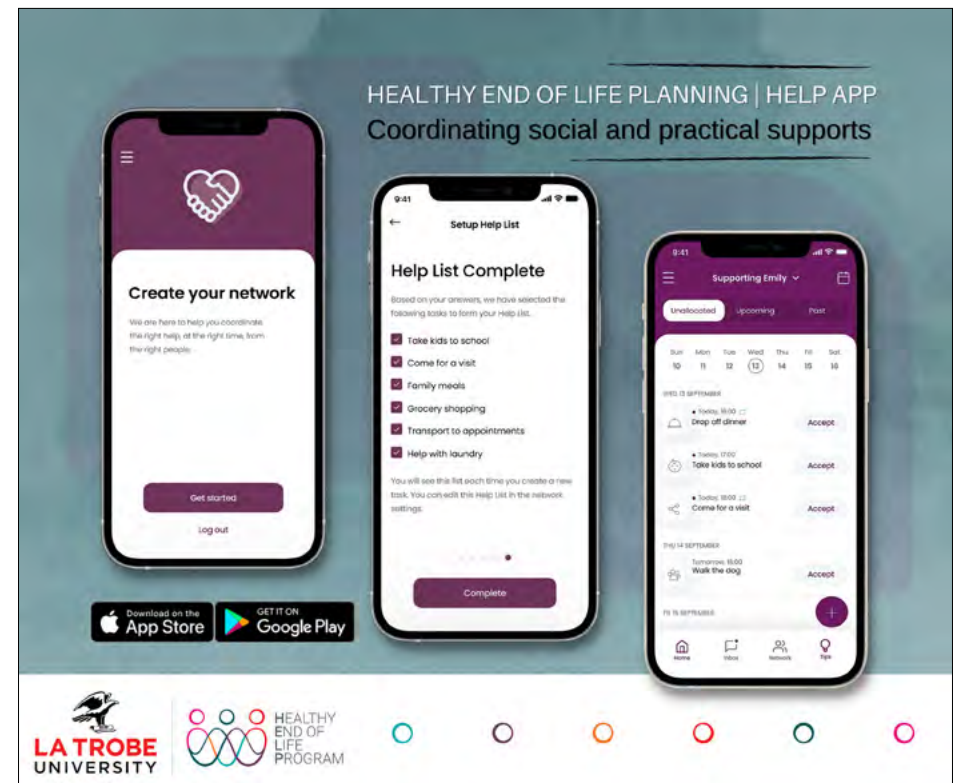 HEALTHY END OF LIFE PLANNING | HELP APP
Coordinating social and practical supports
Create your network
We are here to help you coordinate
the right help, at the right time, from
the right people.
Get started
Log out
9:41
Setup Help List
Help List Complete
Based on your answers, we have selected the
following tasks to form your Help List.
Take kids to school
Come for a visit
Family meals
Grocery shopping
Transport to appointments
Help with laundry
You will see this list each time you create a new
task. You can edit this Help List in the network
settings.
Complete
9:41
Supporting Emily
Unallocated Upcoming Past
Sun Mon Tue Wed Thu Fri Sat
10 11 12 13 14 15 16
WED 13 SEPTEMBER
Today, 16:00
Drop off dinner
Accept
Today, 17:00
Take kids to school
Accept
Today, 18:00
Come for a visit
Accept
THU 14 SEPTEMBER
Tomorrow, 16:00
Walk the dog
Accept
FRI 15 SEPTEMBER
+
Home Inbox Network Tips
Download on the
App Store
GET IT ON
Google Play
LA TROBE
UNIVERSITY
HEALTHY
END OF
LIFE
PROGRAM